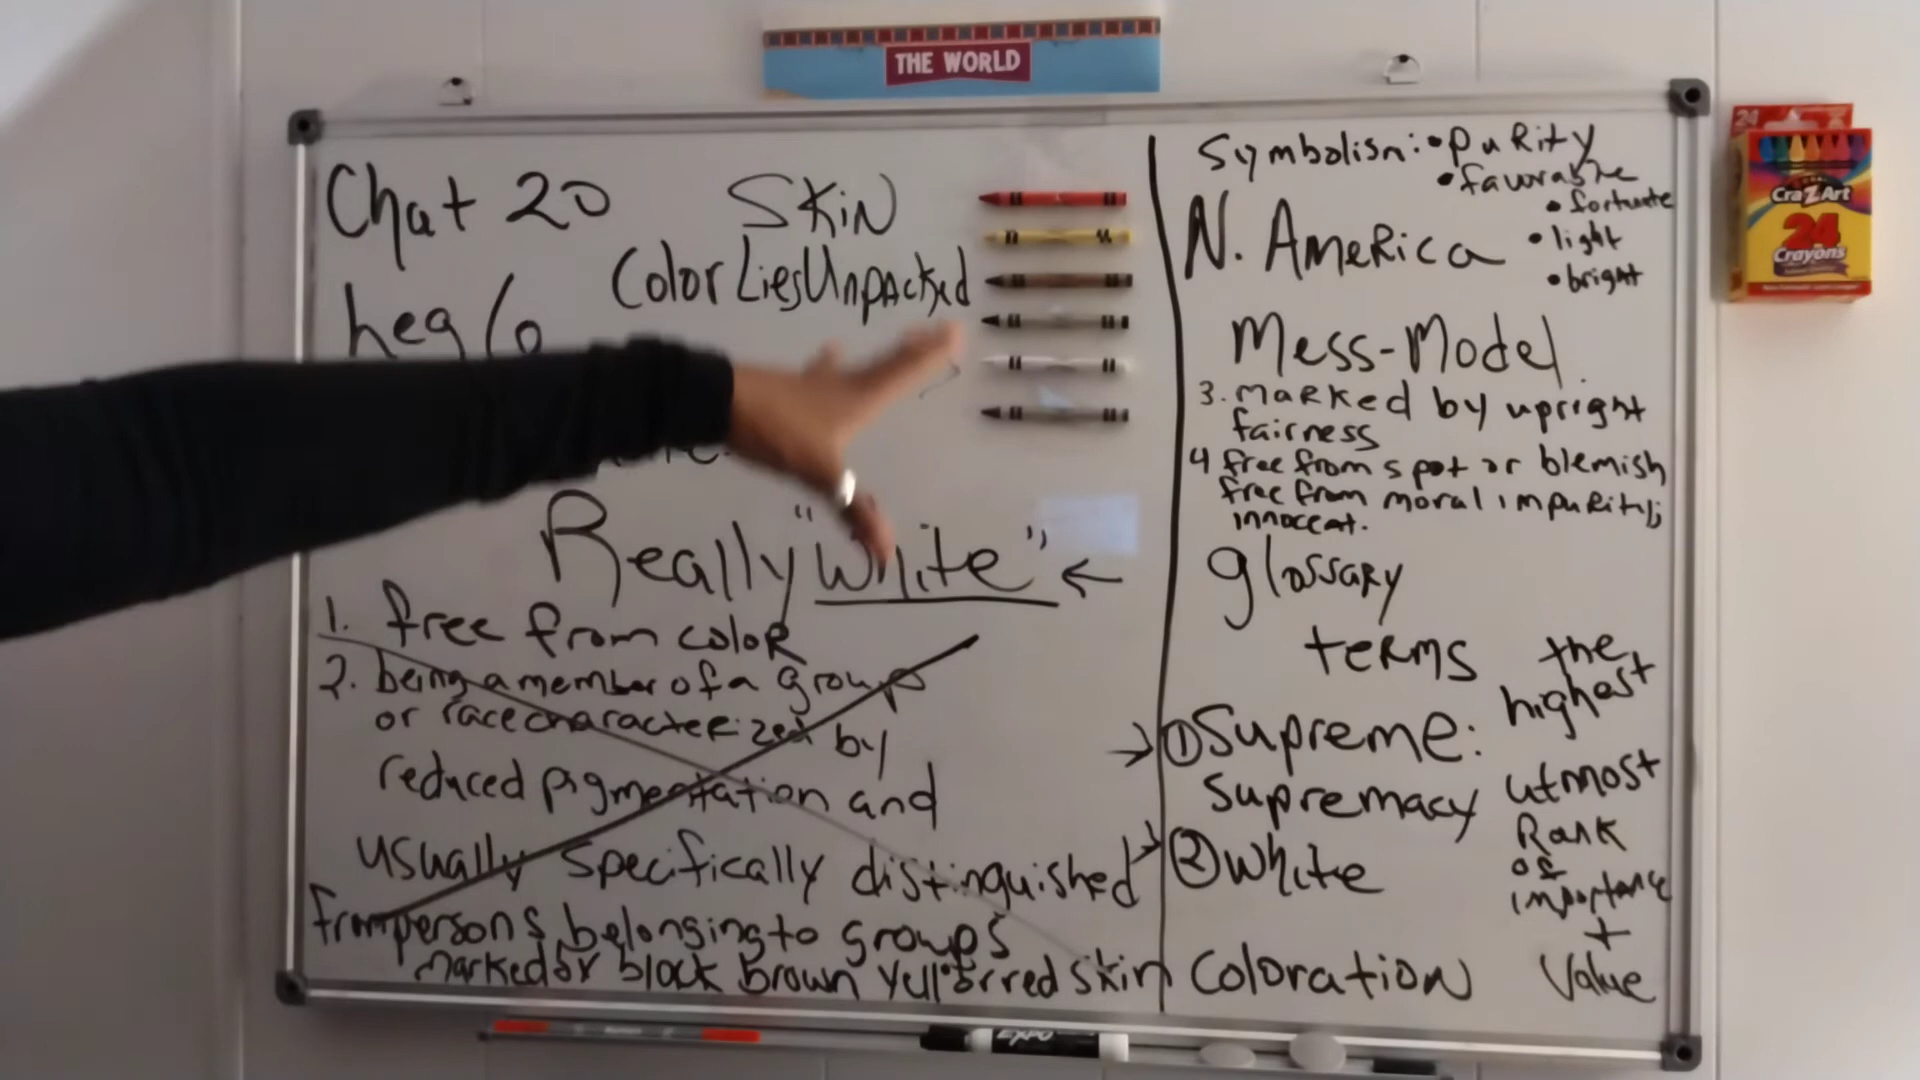 THE WORLD
Chat 20
Skin
Color Lies Unpacked
Really "White" ←
1. free from color
2. being a member of a group
or race characterized by
reduced pigmentation and
usually specifically distinguished
from persons belonging to groups
marked by black brown yell or red skin
Symbolism: • purity
• favorable
• fortunate
• light
• bright
N. America
Mess-Model
3. marked by upright
fairness
4 free from spot or blemish
free from moral impurity;
innocent.
glossary
terms
→ ① Supreme: the
highest
Supremacy utmost
Rank
of
importance
+
Value
→ ② White
Coloration
EXPO
24
Cra-Z-Art
24
Crayons